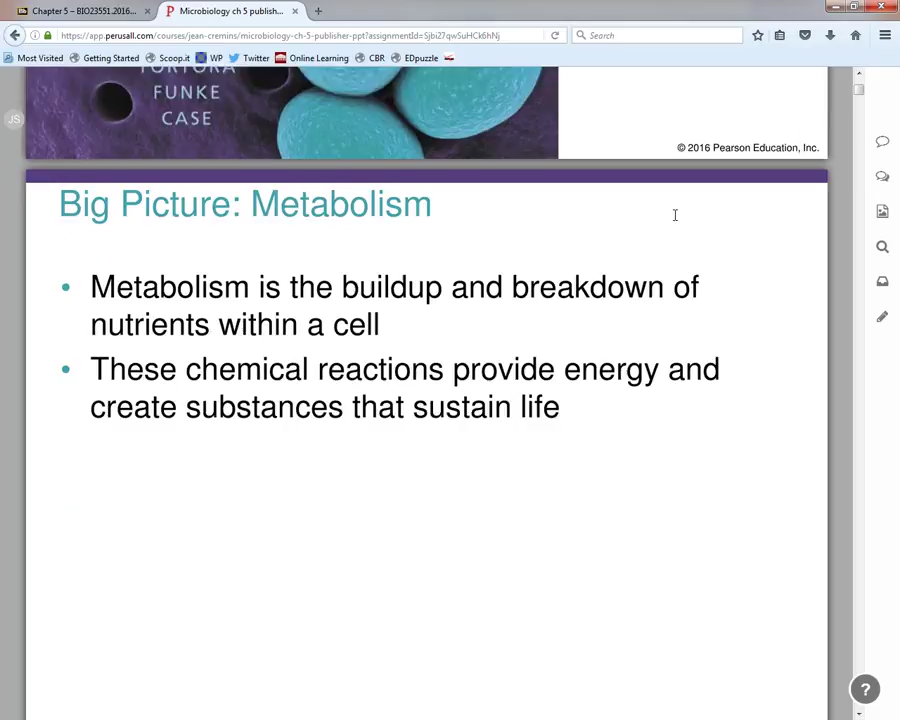 Chapter 5 – BIO23551.2016...
Microbiology ch 5 publish...
https://app.perusall.com/courses/jean-cremins/microbiology-ch-5-publisher-ppt?assignmentId=Sjbi27qwSuHCk6hNj
Search
Most Visited Getting Started Scoop.it WP Twitter Online Learning CBR EDpuzzle
TORTORA
FUNKE
CASE
JS
© 2016 Pearson Education, Inc.
Big Picture: Metabolism
• Metabolism is the buildup and breakdown of
nutrients within a cell
• These chemical reactions provide energy and
create substances that sustain life
?